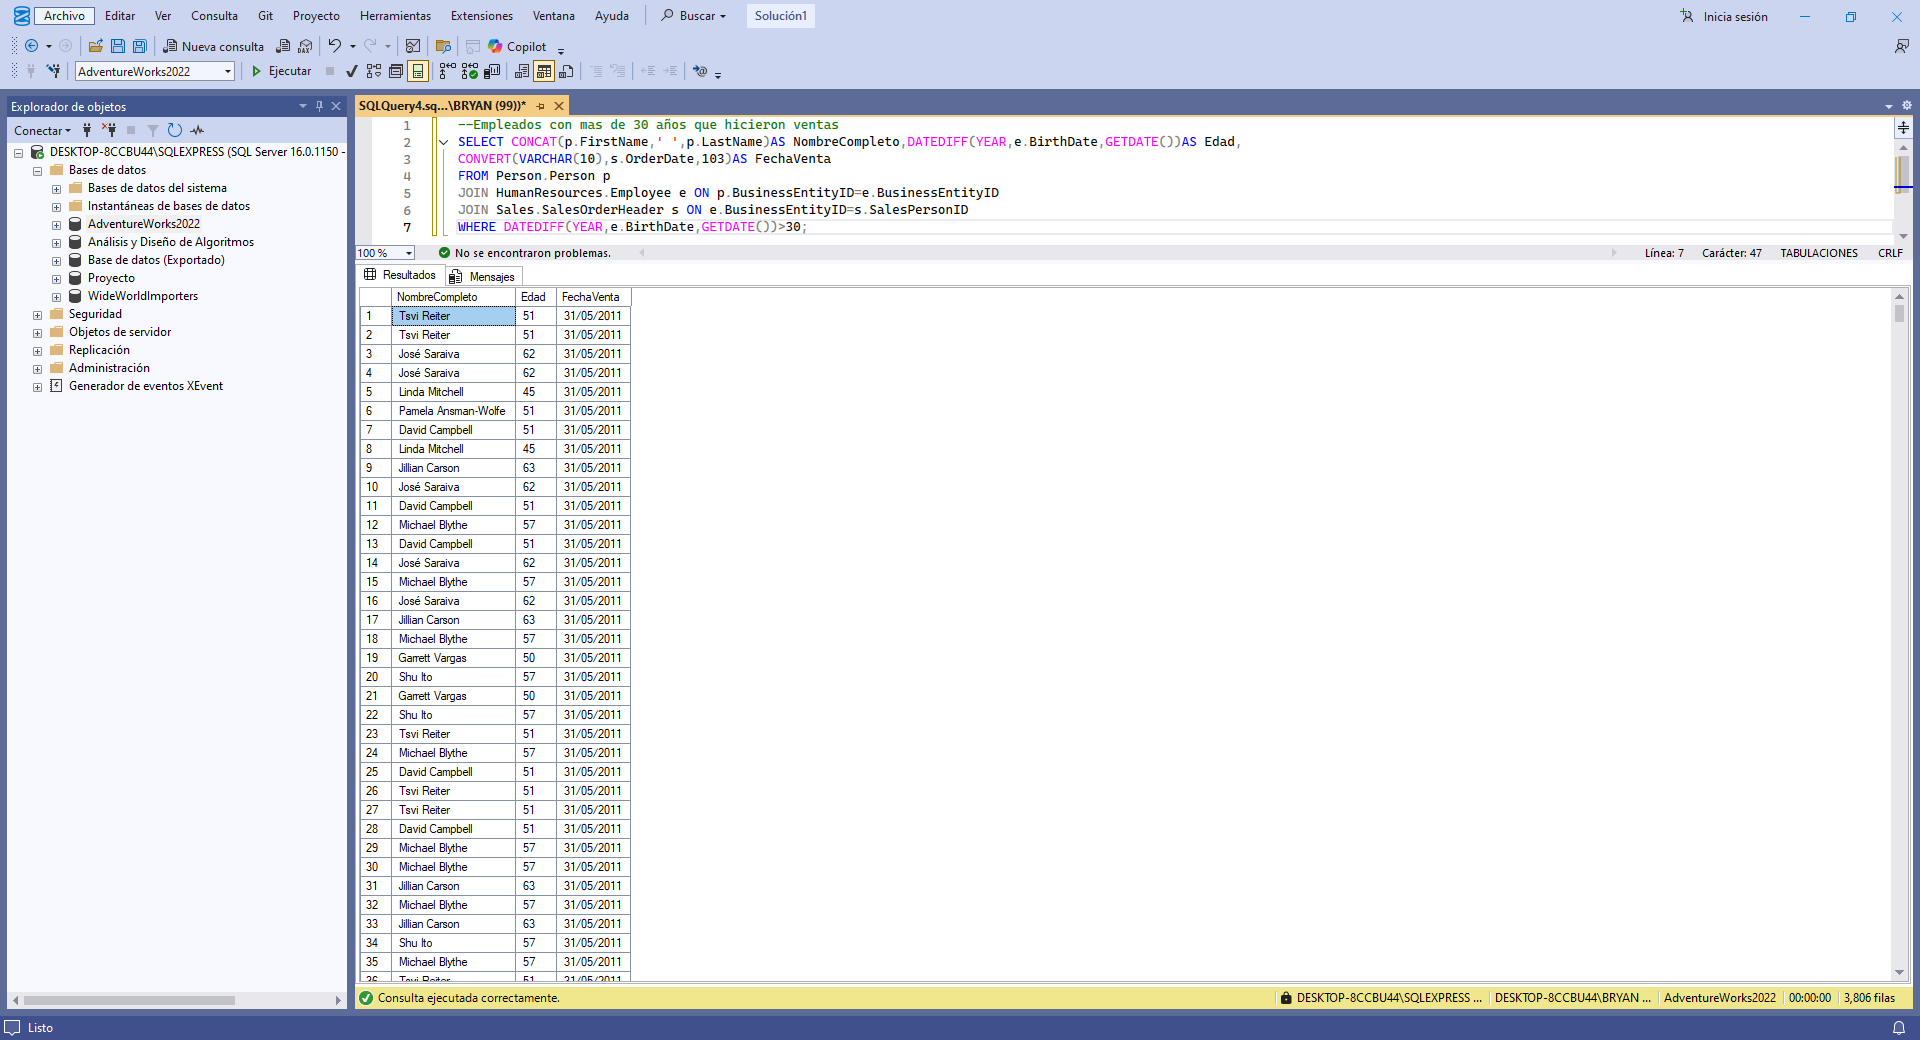 Archivo Editar Ver Consulta Git Proyecto Herramientas Extensiones Ventana Ayuda Buscar Solución1 Inicia sesión
Nueva consulta Copilot
AdventureWorks2022 Ejecutar
Explorador de objetos
Conectar
DESKTOP-8CCBU44\SQLEXPRESS (SQL Server 16.0.1150 -
Bases de datos
Bases de datos del sistema
Instantáneas de bases de datos
AdventureWorks2022
Análisis y Diseño de Algoritmos
Base de datos (Exportado)
Proyecto
WideWorldImporters
Seguridad
Objetos de servidor
Replicación
Administración
Generador de eventos XEvent
SQLQuery4.sq...\BRYAN (99))*
1 --Empleados con mas de 30 años que hicieron ventas
2 SELECT CONCAT(p.FirstName,' ',p.LastName)AS NombreCompleto,DATEDIFF(YEAR,e.BirthDate,GETDATE())AS Edad,
3 CONVERT(VARCHAR(10),s.OrderDate,103)AS FechaVenta
4 FROM Person.Person p
5 JOIN HumanResources.Employee e ON p.BusinessEntityID=e.BusinessEntityID
6 JOIN Sales.SalesOrderHeader s ON e.BusinessEntityID=s.SalesPersonID
7 WHERE DATEDIFF(YEAR,e.BirthDate,GETDATE())>30;
100 % No se encontraron problemas. Línea: 7 Carácter: 47 TABULACIONES CRLF
Resultados Mensajes
NombreCompleto Edad FechaVenta
1 Tsvi Reiter 51 31/05/2011
2 Tsvi Reiter 51 31/05/2011
3 José Saraiva 62 31/05/2011
4 José Saraiva 62 31/05/2011
5 Linda Mitchell 45 31/05/2011
6 Pamela Ansman-Wolfe 51 31/05/2011
7 David Campbell 51 31/05/2011
8 Linda Mitchell 45 31/05/2011
9 Jillian Carson 63 31/05/2011
10 José Saraiva 62 31/05/2011
11 David Campbell 51 31/05/2011
12 Michael Blythe 57 31/05/2011
13 David Campbell 51 31/05/2011
14 José Saraiva 62 31/05/2011
15 Michael Blythe 57 31/05/2011
16 José Saraiva 62 31/05/2011
17 Jillian Carson 63 31/05/2011
18 Michael Blythe 57 31/05/2011
19 Garrett Vargas 50 31/05/2011
20 Shu Ito 57 31/05/2011
21 Garrett Vargas 50 31/05/2011
22 Shu Ito 57 31/05/2011
23 Tsvi Reiter 51 31/05/2011
24 Michael Blythe 57 31/05/2011
25 David Campbell 51 31/05/2011
26 Tsvi Reiter 51 31/05/2011
27 Tsvi Reiter 51 31/05/2011
28 David Campbell 51 31/05/2011
29 Michael Blythe 57 31/05/2011
30 Michael Blythe 57 31/05/2011
31 Jillian Carson 63 31/05/2011
32 Michael Blythe 57 31/05/2011
33 Jillian Carson 63 31/05/2011
34 Shu Ito 57 31/05/2011
35 Michael Blythe 57 31/05/2011
36 Tsvi Reiter 51 31/05/2011
Consulta ejecutada correctamente. DESKTOP-8CCBU44\SQLEXPRESS ... DESKTOP-8CCBU44\BRYAN ... AdventureWorks2022 00:00:00 3,806 filas
Listo